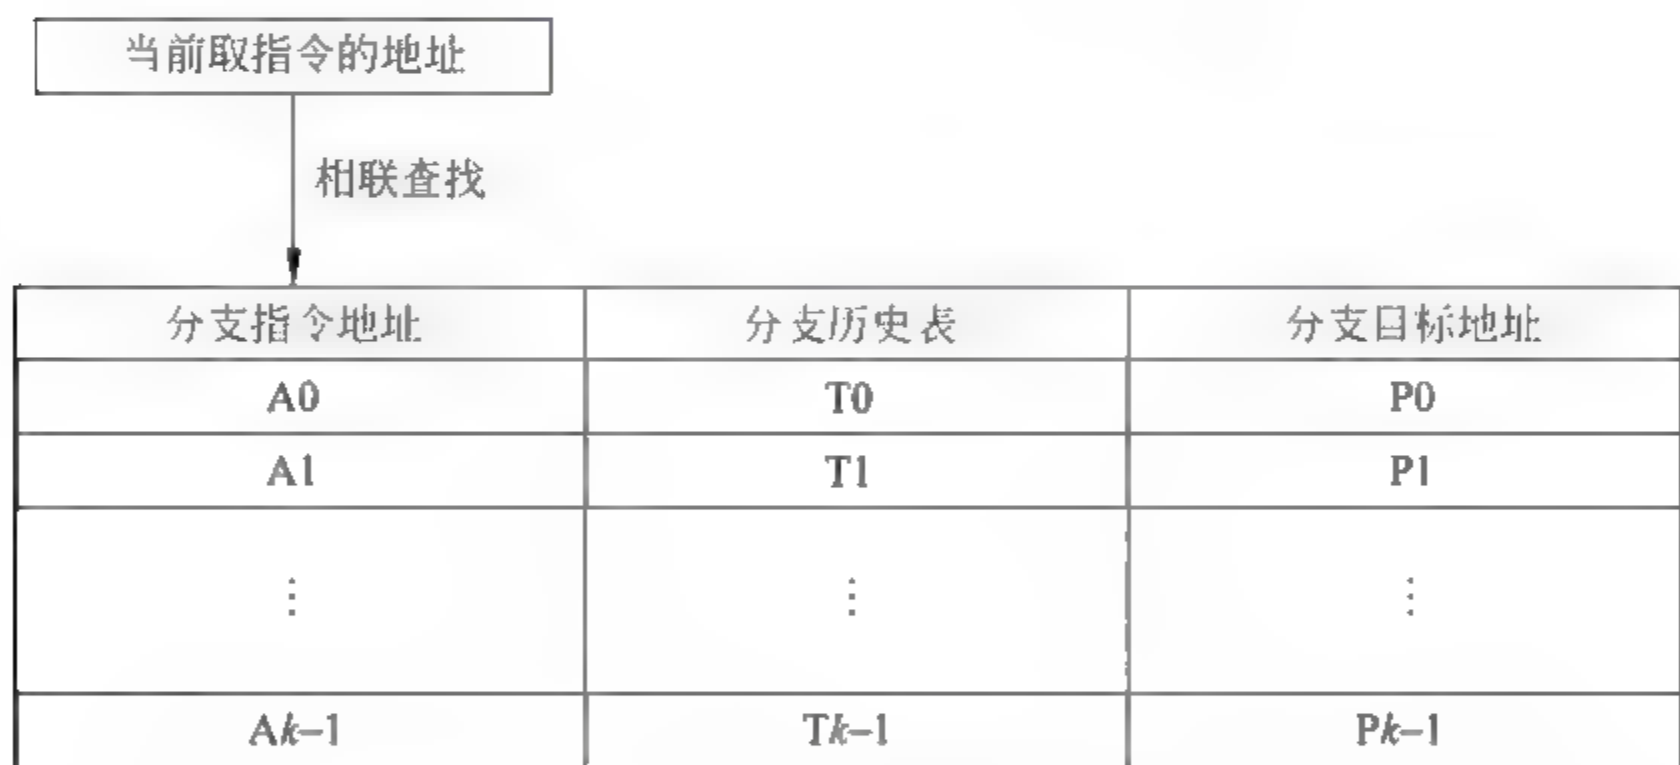 当前取指令的地址
相联查找
分支指令地址 分支历史表 分支目标地址
A0 T0 P0
A1 T1 P1
⋮ ⋮ ⋮
Ak-1 Tk-1 Pk-1